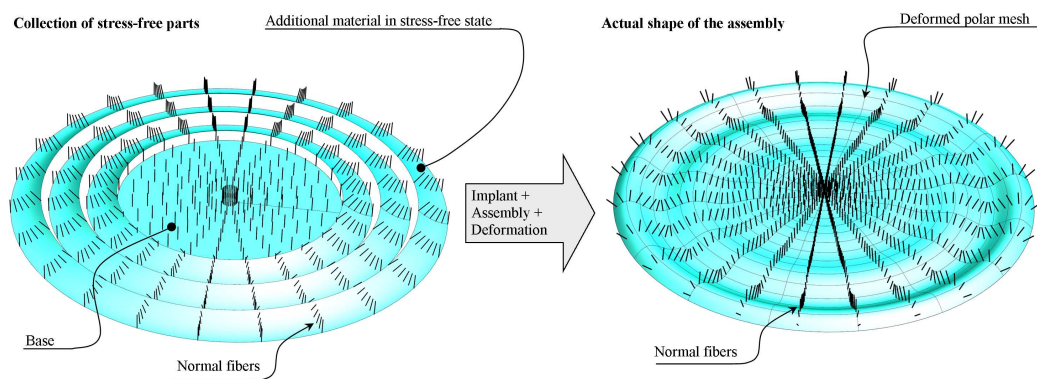 Collection of stress-free parts
Additional material in stress-free state
Base
Normal fibers
Implant +
Assembly +
Deformation
Actual shape of the assembly
Deformed polar mesh
Normal fibers